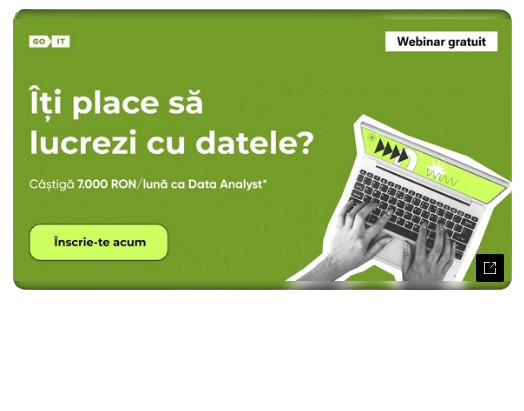 GO IT
Webinar gratuit
Îți place să
lucrezi cu datele?
Câștigă 7.000 RON/lună ca Data Analyst*
Înscrie-te acum